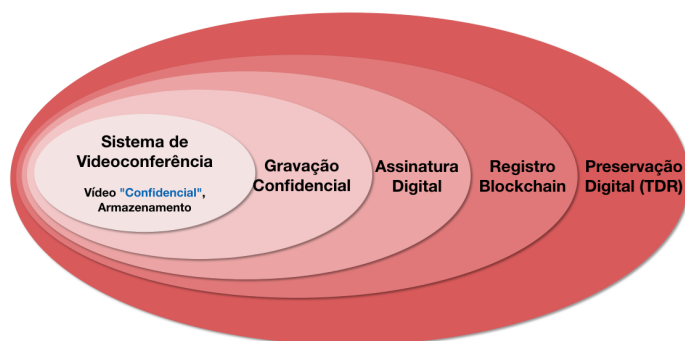 Sistema de
Videoconferência
Vídeo "Confidencial",
Armazenamento
Gravação
Confidencial
Assinatura
Digital
Registro
Blockchain
Preservação
Digital (TDR)